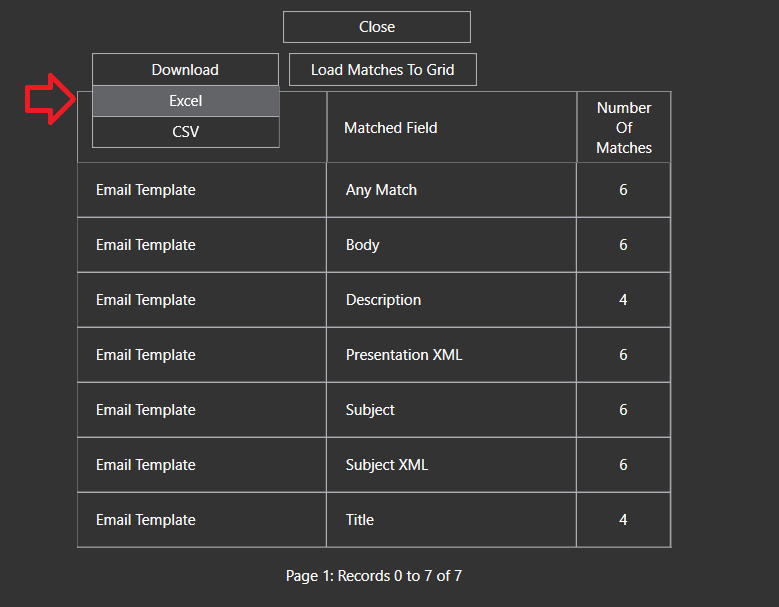 Close
Download
Load Matches To Grid
Excel
CSV
Matched Field
Number
Of
Matches
Email Template
Any Match
6
Email Template
Body
6
Email Template
Description
4
Email Template
Presentation XML
6
Email Template
Subject
6
Email Template
Subject XML
6
Email Template
Title
4
Page 1: Records 0 to 7 of 7